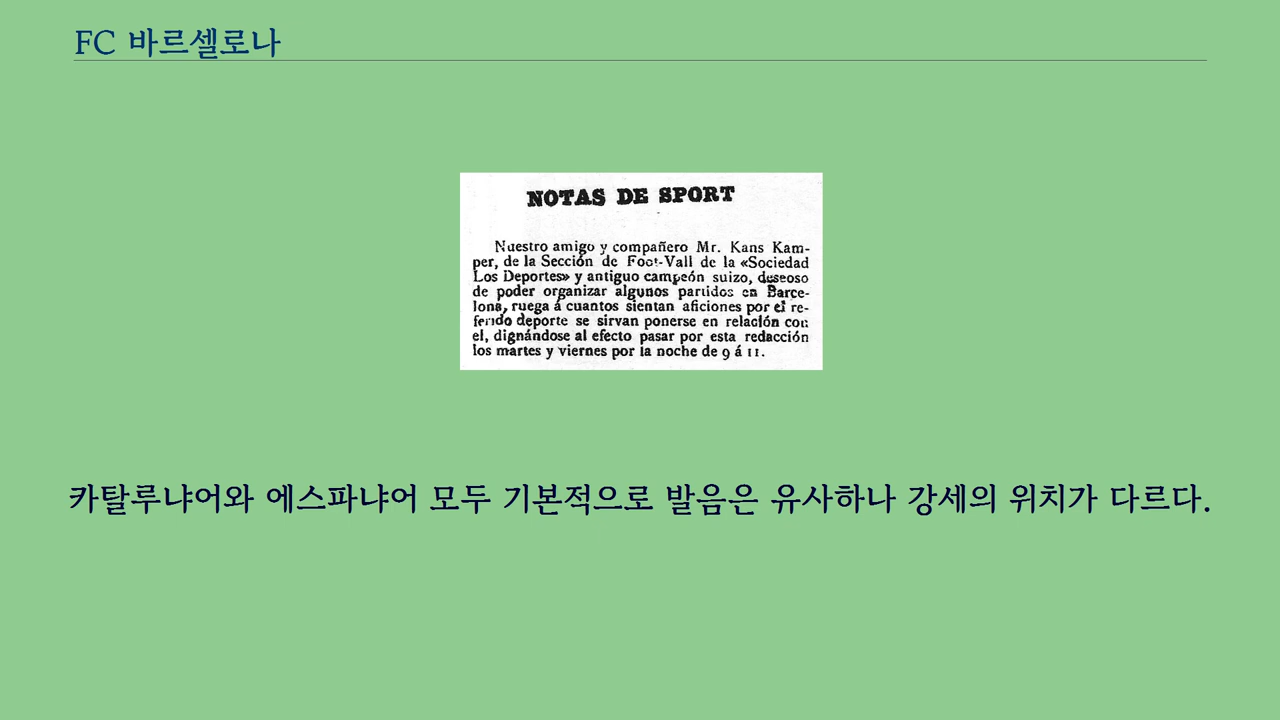 FC 바르셀로나
NOTAS DE SPORT
Nuestro amigo y compañero Mr. Kans Kam-
per, de la Sección de Foot-Vall de la «Sociedad
Los Deportes» y antiguo campeón suizo, deseoso
de poder organizar algunos partidos en Barce-
lona, ruega á cuantos sientan aficiones por el re-
ferido deporte se sirvan ponerse en relación con
el, dignándose al efecto pasar por esta redacción
los martes y viernes por la noche de 9 á 11.
카탈루냐어와 에스파냐어 모두 기본적으로 발음은 유사하나 강세의 위치가 다르다.